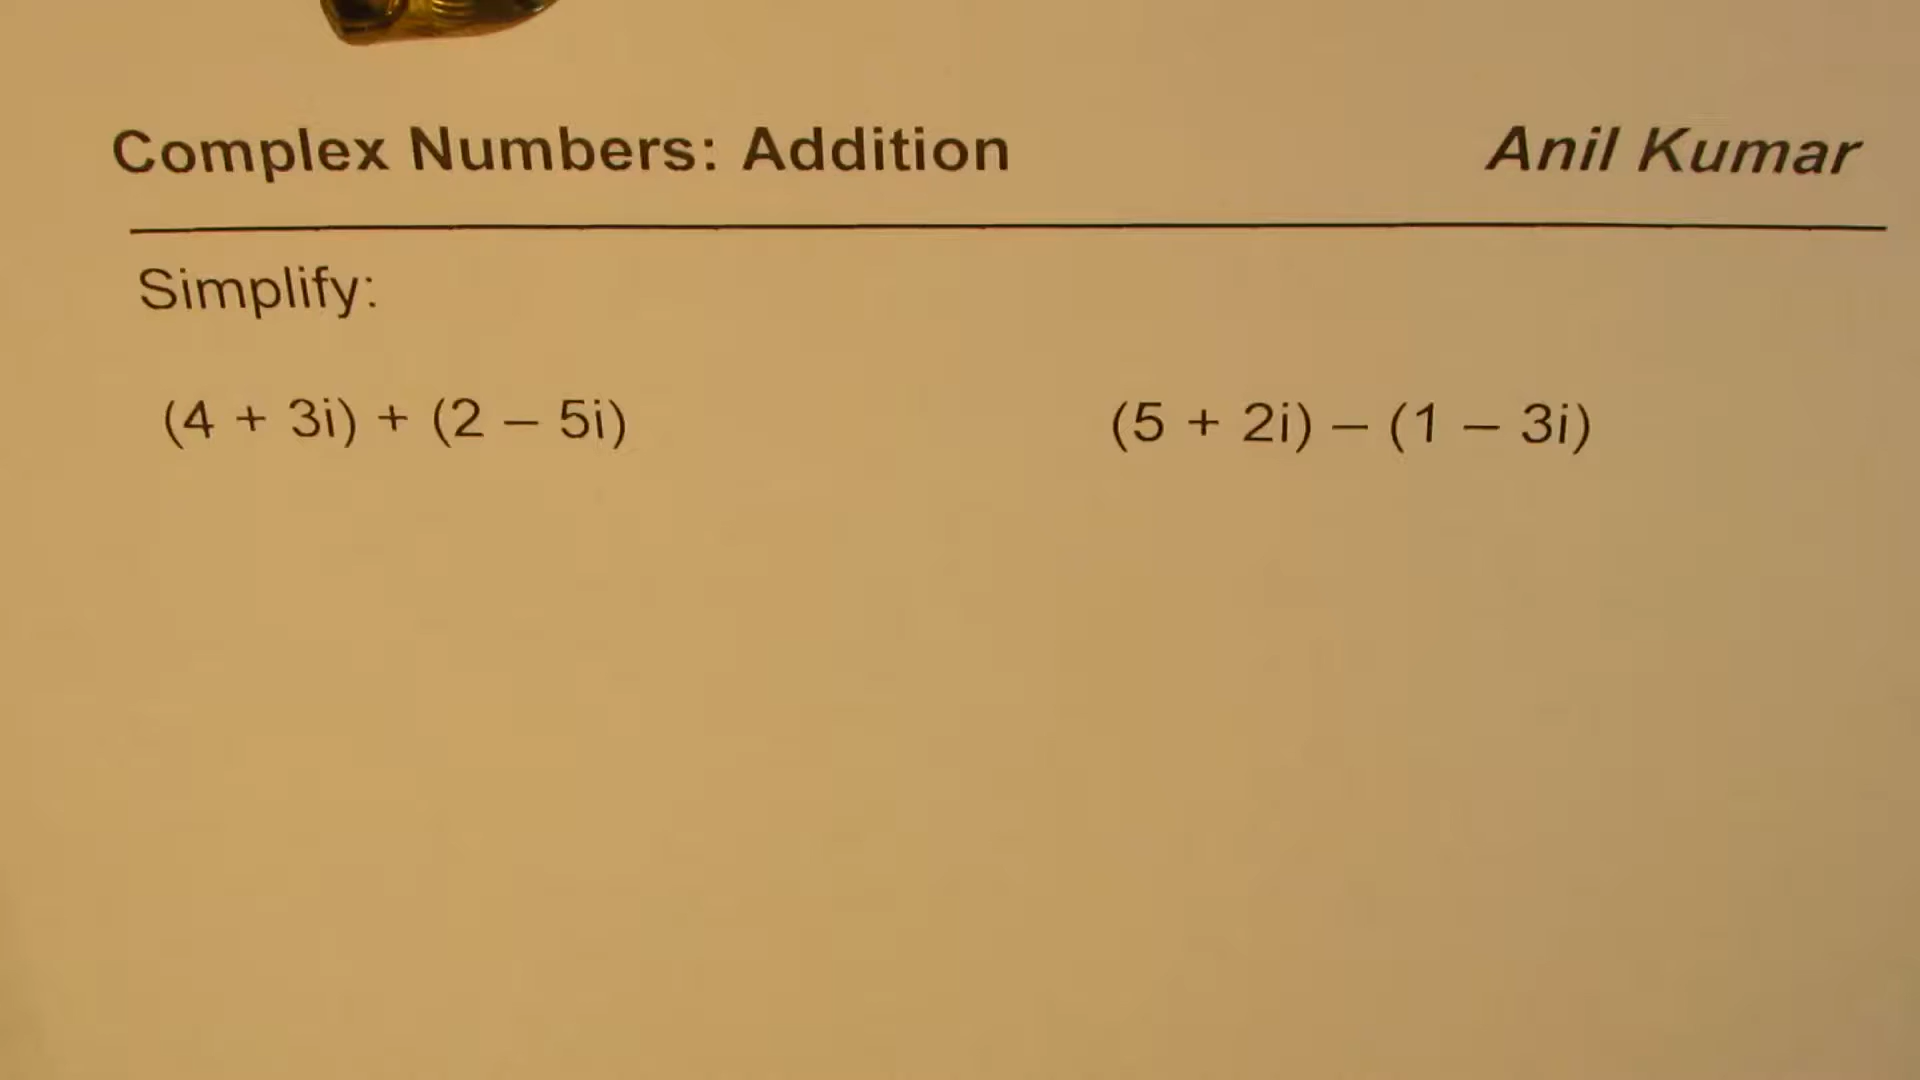 Complex Numbers: Addition Anil Kumar
Simplify:
(4 + 3i) + (2 – 5i) (5 + 2i) – (1 – 3i)